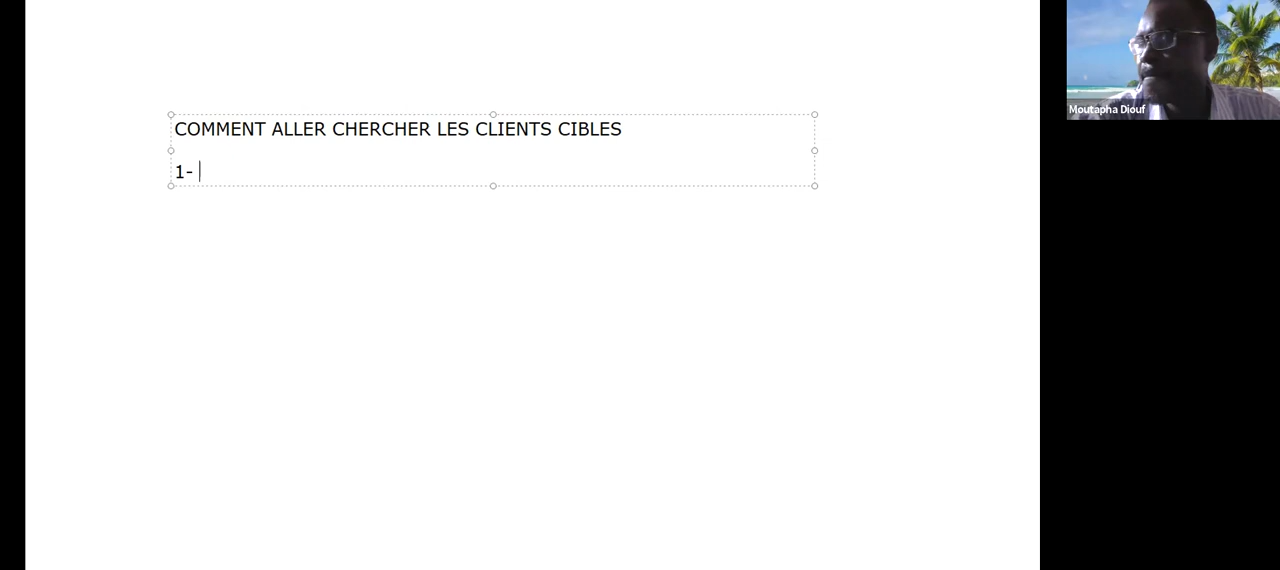 COMMENT ALLER CHERCHER LES CLIENTS CIBLES
1-
Moutapha Diouf